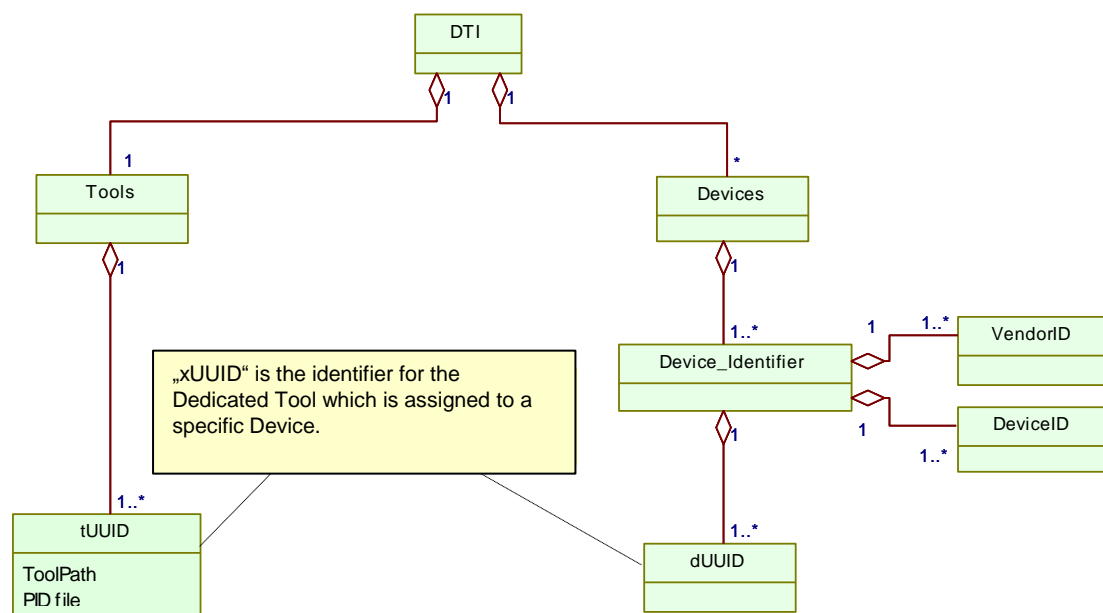 DTI
1
1
1
*
Tools
Devices
1
1
1..*
1
1..*
VendorID
Device_Identifier
„xUUID“ is the identifier for the
Dedicated Tool which is assigned to a
specific Device.
DeviceID
1
1
1..*
1..*
1..*
tUUID
dUUID
ToolPath
PID file